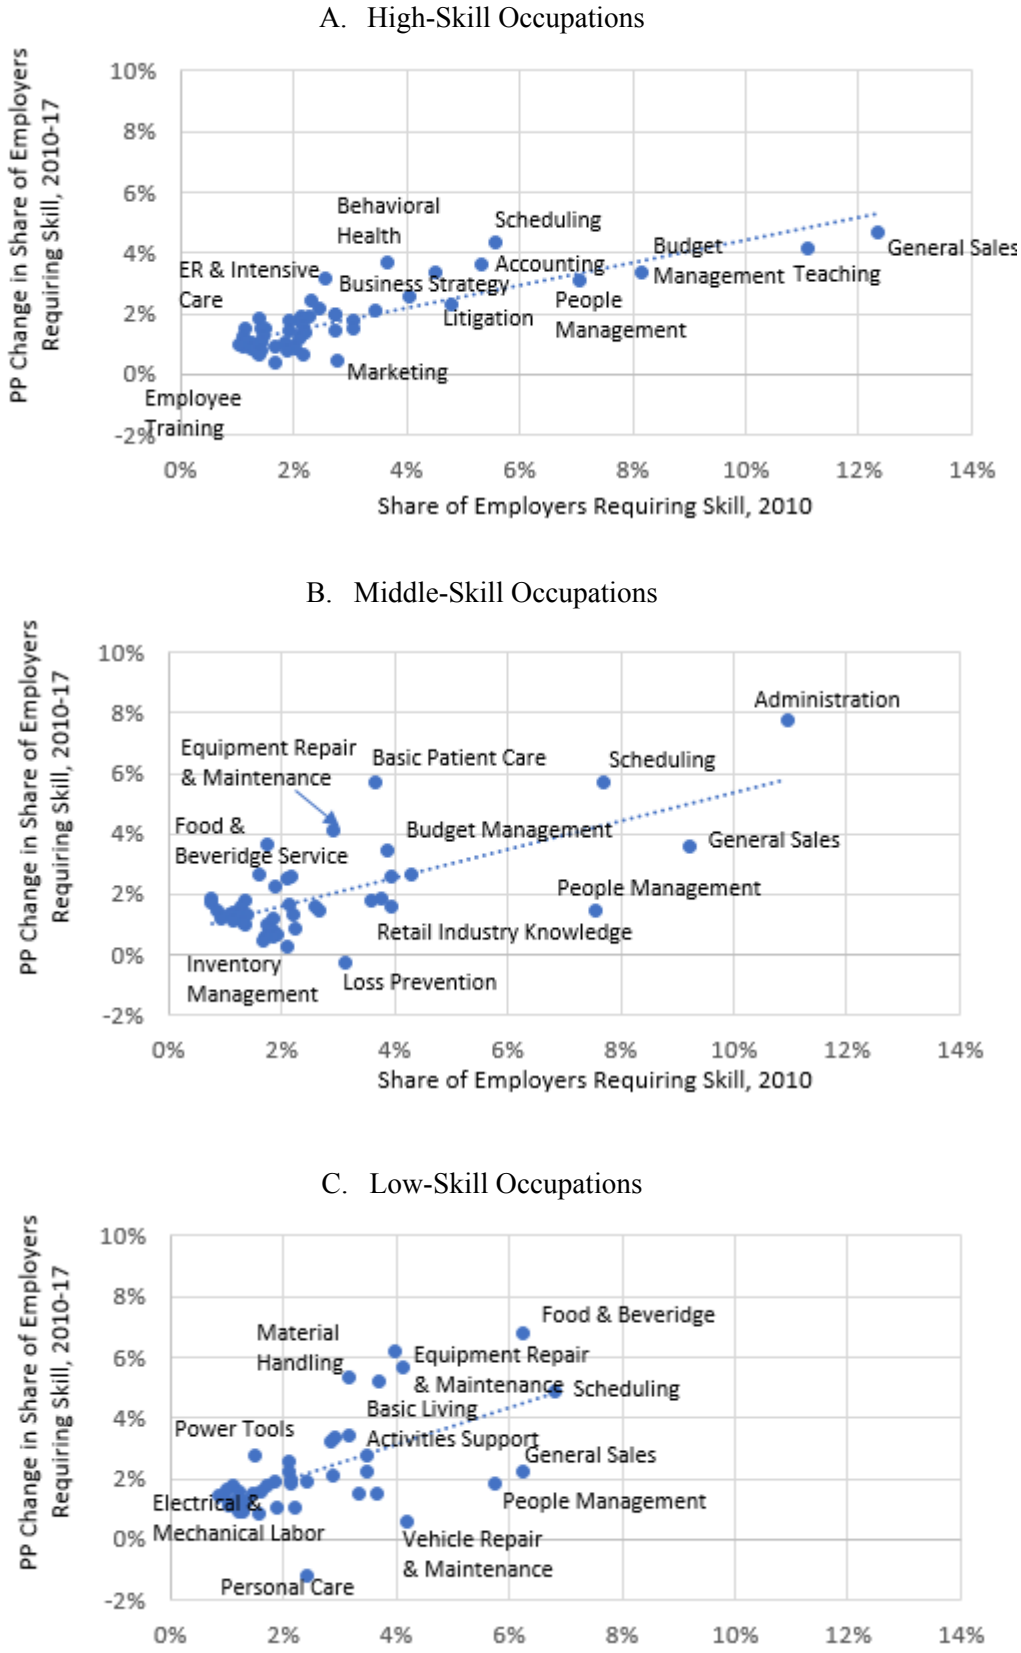 A. High-Skill Occupations
PP Change in Share of Employers
Requiring Skill, 2010-17
10%
8%
6%
4%
2%
0%
-2%
Behavioral
Health
Scheduling
ER & Intensive
Care
Business Strategy
Accounting
Budget
Management
Teaching
General Sales
People
Management
Litigation
Marketing
Employee
Training
0%
2%
4%
6%
8%
10%
12%
14%
Share of Employers Requiring Skill, 2010
B. Middle-Skill Occupations
PP Change in Share of Employers
Requiring Skill, 2010-17
10%
8%
6%
4%
2%
0%
-2%
Administration
Equipment Repair
& Maintenance
Basic Patient Care
Scheduling
Food &
Beveridge Service
Budget Management
General Sales
People Management
Retail Industry Knowledge
Inventory
Management
Loss Prevention
0%
2%
4%
6%
8%
10%
12%
14%
Share of Employers Requiring Skill, 2010
C. Low-Skill Occupations
PP Change in Share of Employers
Requiring Skill, 2010-17
10%
8%
6%
4%
2%
0%
-2%
Food & Beveridge
Material
Handling
Equipment Repair
& Maintenance
Scheduling
Basic Living
Activities Support
Power Tools
General Sales
People Management
Electrical &
Mechanical Labor
Vehicle Repair
& Maintenance
Personal Care
0%
2%
4%
6%
8%
10%
12%
14%